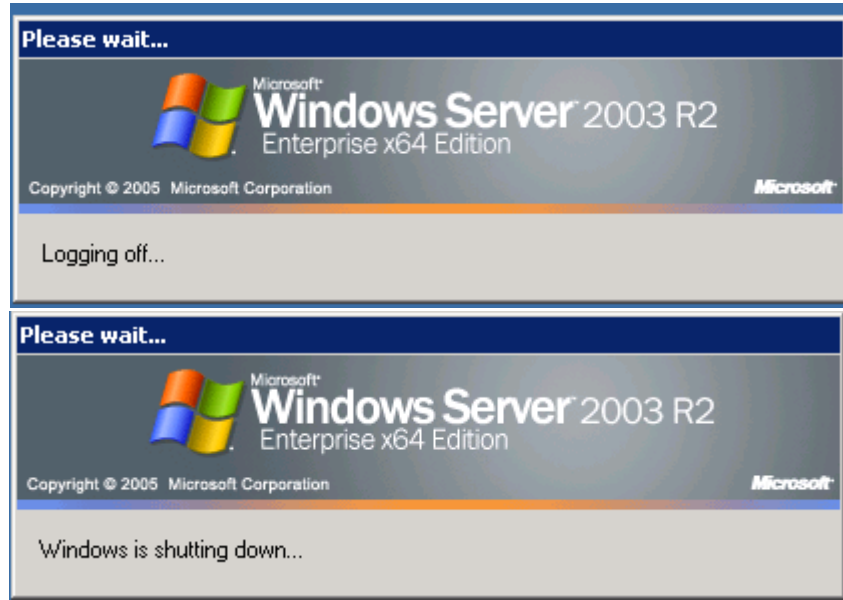 Please wait...
Microsoft
Windows Server 2003 R2
Enterprise x64 Edition
Copyright © 2005 Microsoft Corporation Microsoft
Logging off...
Please wait...
Microsoft
Windows Server 2003 R2
Enterprise x64 Edition
Copyright © 2005 Microsoft Corporation Microsoft
Windows is shutting down...